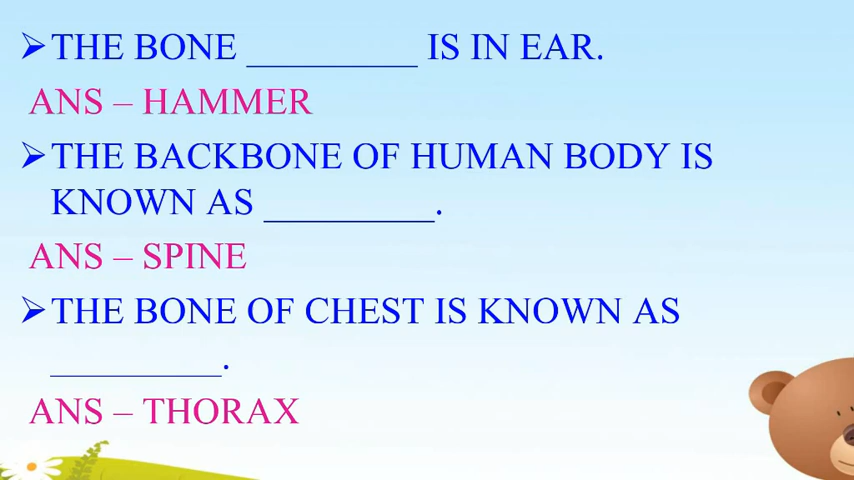 ➢THE BONE _________ IS IN EAR.
ANS – HAMMER
➢THE BACKBONE OF HUMAN BODY IS
KNOWN AS _________.
ANS – SPINE
➢THE BONE OF CHEST IS KNOWN AS
_________.
ANS – THORAX